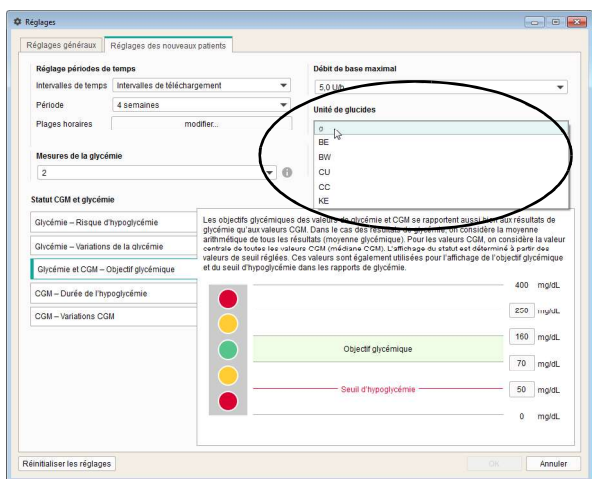 Réglages
Réglages généraux
Réglages des nouveaux patients
Réglage périodes de temps
Intervalles de temps
Intervalles de téléchargement
Période
4 semaines
Plages horaires
modifier...
Mesures de la glycémie
2
Débit de base maximal
5,0 U/h
Unité de glucides
g
BE
BW
CU
CC
KE
Statut CGM et glycémie
Glycémie – Risque d'hypoglycémie
Glycémie – Variations de la glycémie
Glycémie et CGM – Objectif glycémique
CGM – Durée de l'hypoglycémie
CGM – Variations CGM
Les objectifs glycémiques des valeurs de glycémie et CGM se rapportent aussi bien aux résultats de
glycémie qu'aux valeurs CGM. Dans le cas des résultats de glycémie, on considère la moyenne
arithmétique de tous les résultats (moyenne glycémique). Pour les valeurs CGM, on considère la valeur
centrale de toutes les valeurs CGM (médiane CGM). L'affichage du statut est déterminé à partir des
valeurs de seuil réglées. Ces valeurs sont également utilisées pour l'affichage de l'objectif glycémique
et du seuil d'hypoglycémie dans les rapports de glycémie.
400 mg/dL
250 mg/dL
160 mg/dL
Objectif glycémique
70 mg/dL
Seuil d'hypoglycémie
50 mg/dL
0 mg/dL
Réinitialiser les réglages
Ok
Annuler